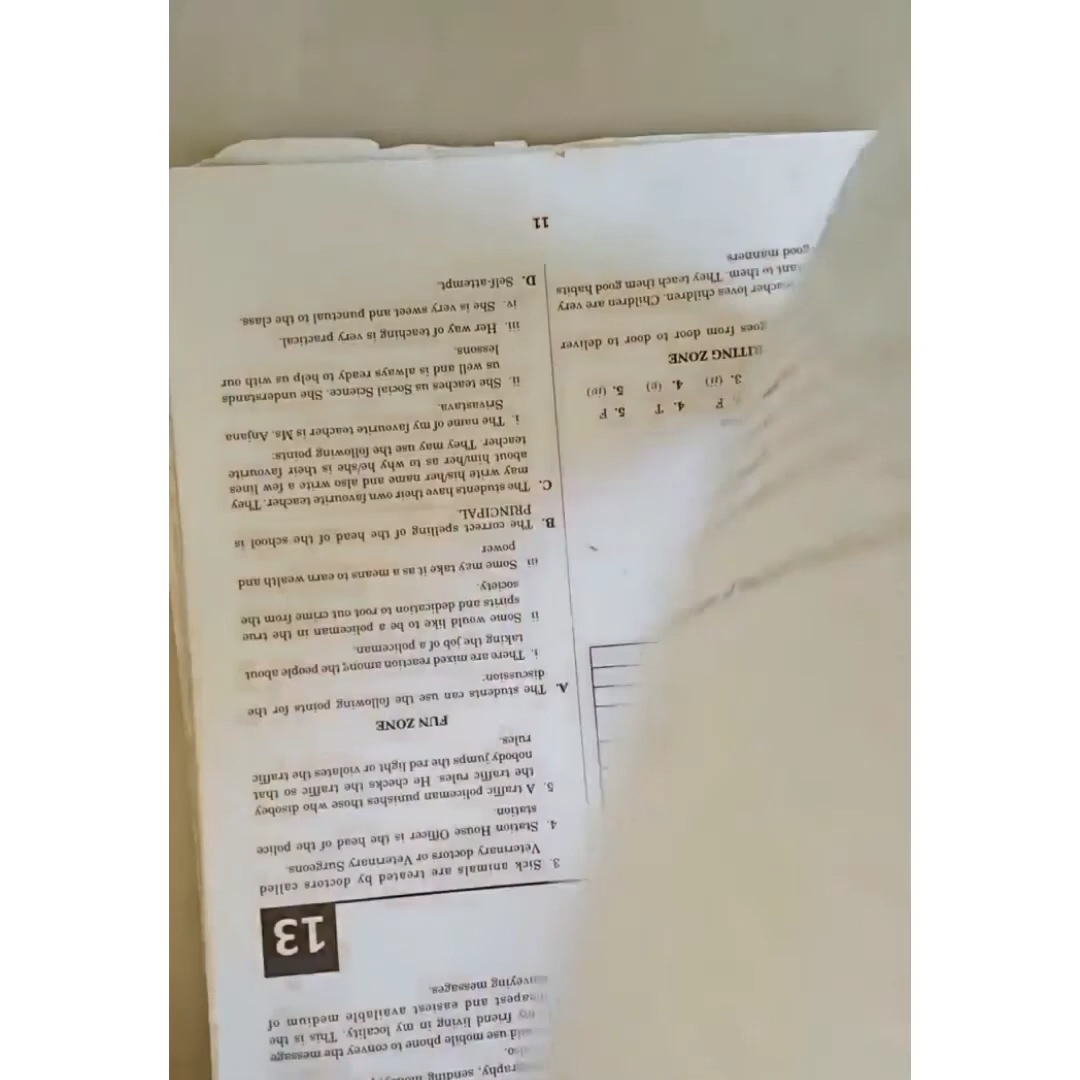 sending
use mobile phone to convey the message
friend living in my locality. This is the
and easiest available medium of
messages.
13
3. Sick animals are treated by doctors called
Veternary doctors or Veternary Surgeons.
4. Station House Officer is the head of the police
station
5. A traffic policeman punishes those who disobey
the traffic rules. He checks the traffic so that
nobody jumps the red light or violates the traffic
rules.
FUN ZONE
A. The students can use the following points for the
discussion:
i. There are mixed reaction among the people about
taking the job of a policeman.
ii Some would like to be a policeman in the true
spirits and dedication to root out crime from the
society.
iii Some may take it as a means to earn wealth and
power
B. The correct spelling of the head of the school is
PRINCIPAL.
C. The students have their own favourite teacher. They
may write his/her name and also write a few lines
about him/her as to why he/she is their favourite
teacher. They may use the following points:
i. The name of my favourite teacher is Ms. Anjana
Srivastava.
ii. She teaches us Social Science. She understands
us well and is always ready to help us with our
lessons.
iii. Her way of teaching is very practical.
iv. She is very sweet and punctual to the class.
D. Self-attempt.
F 4. T 5. F
3. (ii) 4. (e) 5. (iv)
ZONE
goes from door to door to deliver
loves children. Children are very
to them. They teach them good habits
good manners
11